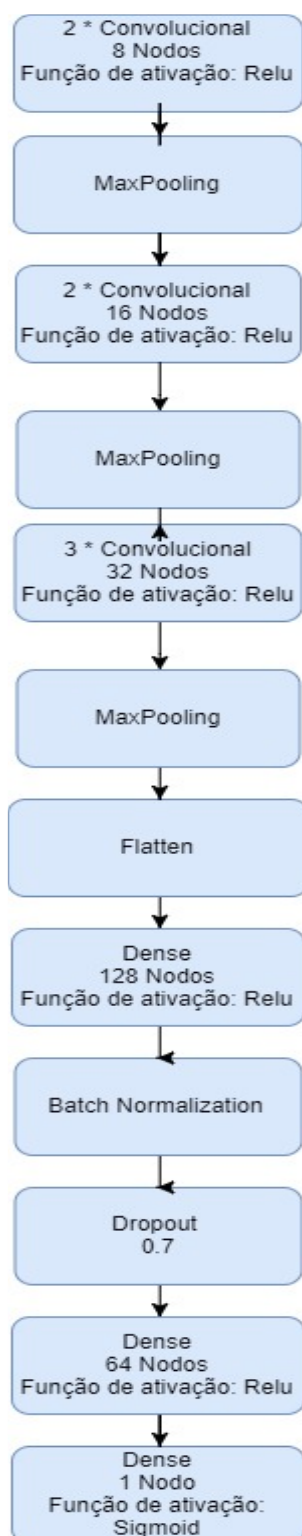 2 * Convolucional
8 Nodos
Função de ativação: Relu
MaxPooling
2 * Convolucional
16 Nodos
Função de ativação: Relu
MaxPooling
3 * Convolucional
32 Nodos
Função de ativação: Relu
MaxPooling
Flatten
Dense
128 Nodos
Função de ativação: Relu
Batch Normalization
Dropout
0.7
Dense
64 Nodos
Função de ativação: Relu
Dense
1 Nodo
Função de ativação:
Sigmoid